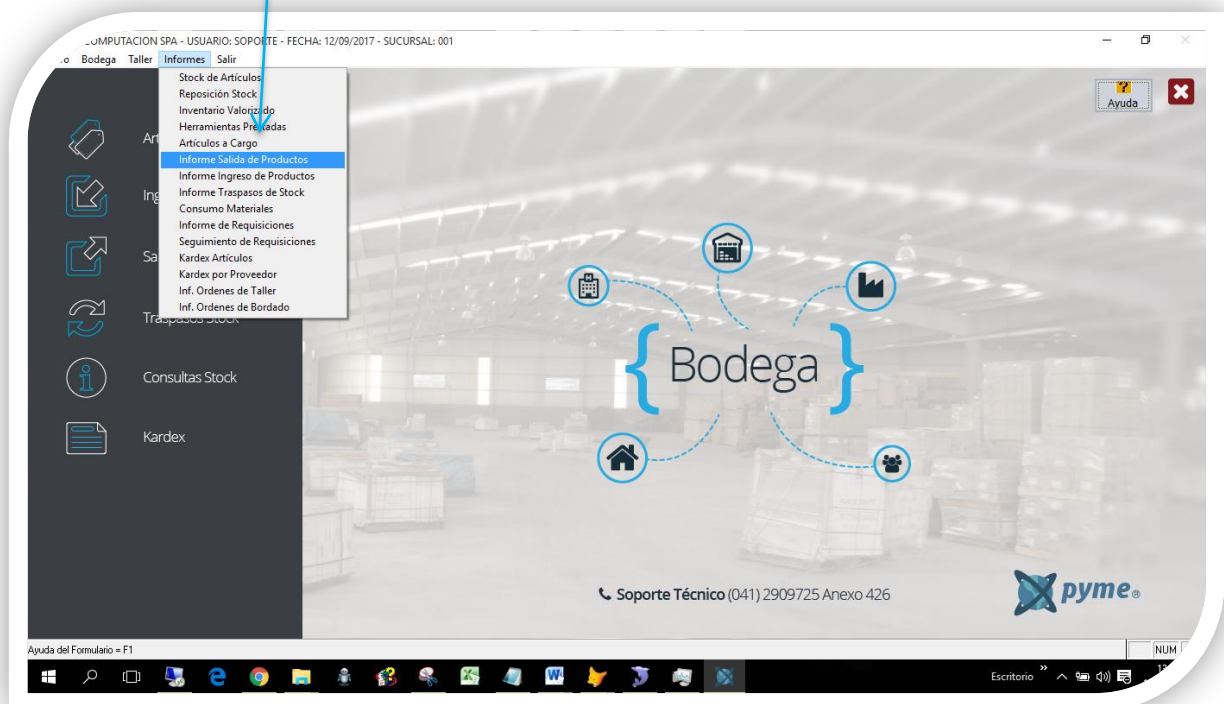 COMPUTACION SPA - USUARIO: SOPORTE - FECHA: 12/09/2017 - SUCURSAL: 001
Bodega Taller Informes Salir
Stock de Artículos
Reposición Stock
Inventario Valorizado
Herramientas Prestadas
Artículos a Cargo
Informe Salida de Productos
Informe Ingreso de Productos
Informe Traspasos de Stock
Consumo Materiales
Informe de Requisiciones
Seguimiento de Requisiciones
Kardex Artículos
Kardex por Proveedor
Inf. Ordenes de Taller
Inf. Ordenes de Bordado
Ayuda
Traspasos Stock
Consultas Stock
Kardex
{ Bodega }
Soporte Técnico (041) 2909725 Anexo 426
pyme®
Ayuda del Formulario = F1
NUM
Escritorio